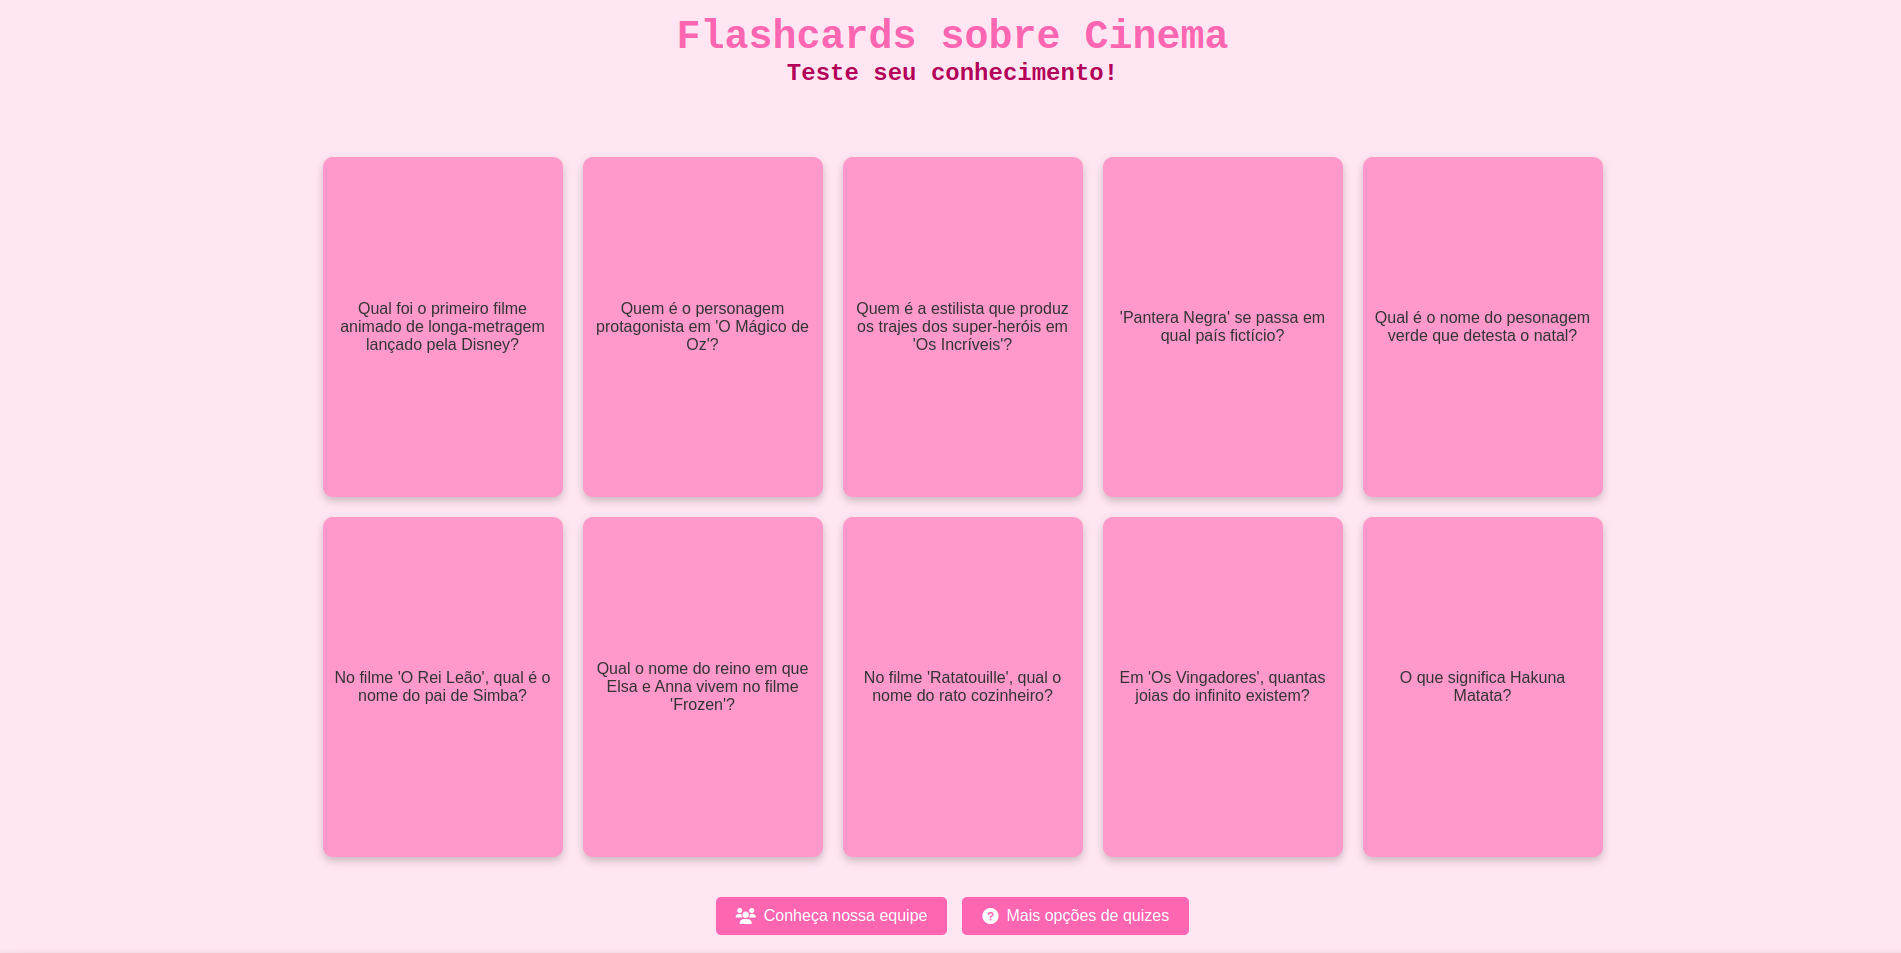 Flashcards sobre Cinema
Teste seu conhecimento!
Qual foi o primeiro filme
animado de longa-metragem
lançado pela Disney?
Quem é o personagem
protagonista em 'O Mágico de
Oz'?
Quem é a estilista que produz
os trajes dos super-heróis em
'Os Incríveis'?
'Pantera Negra' se passa em
qual país fictício?
Qual é o nome do pesonagem
verde que detesta o natal?
No filme 'O Rei Leão', qual é o
nome do pai de Simba?
Qual o nome do reino em que
Elsa e Anna vivem no filme
'Frozen'?
No filme 'Ratatouille', qual o
nome do rato cozinheiro?
Em 'Os Vingadores', quantas
joias do infinito existem?
O que significa Hakuna
Matata?
Conheça nossa equipe
Mais opções de quizes